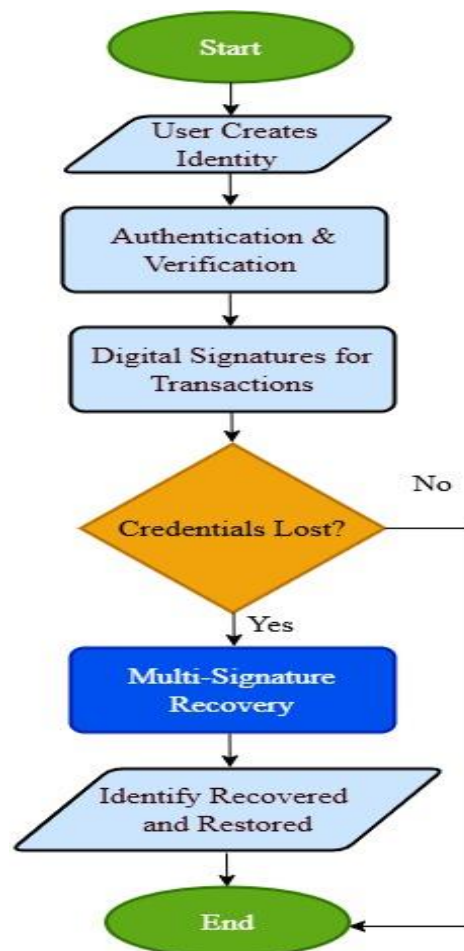 Start
User Creates
Identity
Authentication &
Verification
Digital Signatures for
Transactions
No
Credentials Lost?
Yes
Multi-Signature
Recovery
Identify Recovered
and Restored
End